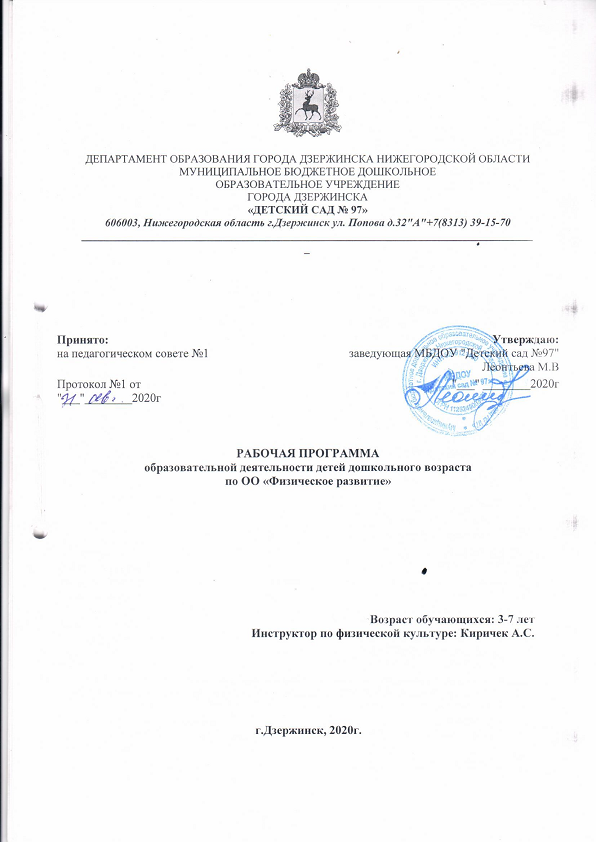 ДЕПАРТАМЕНТ ОБРАЗОВАНИЯ ГОРОДА ДЗЕРЖИНСКА НИЖЕГОРОДСКОЙ ОБЛАСТИ
МУНИЦИПАЛЬНОЕ БЮДЖЕТНОЕ ДОШКОЛЬНОЕ
ОБРАЗОВАТЕЛЬНОЕ УЧРЕЖДЕНИЕ
ГОРОДА ДЗЕРЖИНСКА
«ДЕТСКИЙ САД № 97»
606003, Нижегородская область г.Дзержинск ул. Попова д.32"А"+7(8313) 39-15-70
Принято:
на педагогическом совете №1
Протокол №1 от
" " 2020г
Утверждаю:
заведующая МБДОУ "Детский сад №97"
Леонтьева М.В
2020г
РАБОЧАЯ ПРОГРАММА
образовательной деятельности детей дошкольного возраста
по ОО «Физическое развитие»
Возраст обучающихся: 3-7 лет
Инструктор по физической культуре: Киричек А.С.
г.Дзержинск, 2020г.